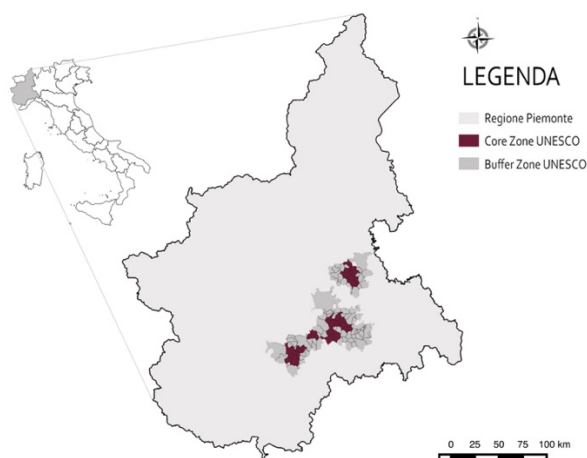 LEGENDA
Regione Piemonte
Core Zone UNESCO
Buffer Zone UNESCO
0 25 50 75 100 km